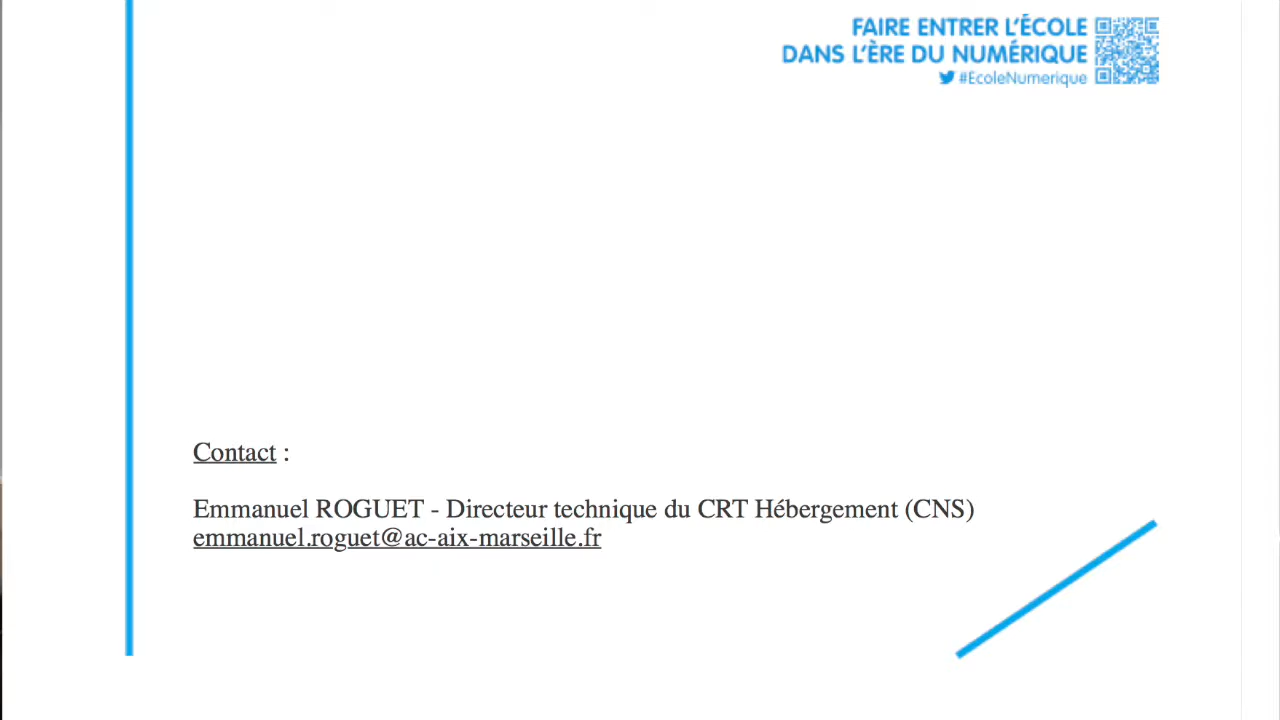 FAIRE ENTRER L'ÉCOLE
DANS L'ÈRE DU NUMÉRIQUE
#EcoleNumerique
Contact :
Emmanuel ROGUET - Directeur technique du CRT Hébergement (CNS)
emmanuel.roguet@ac-aix-marseille.fr